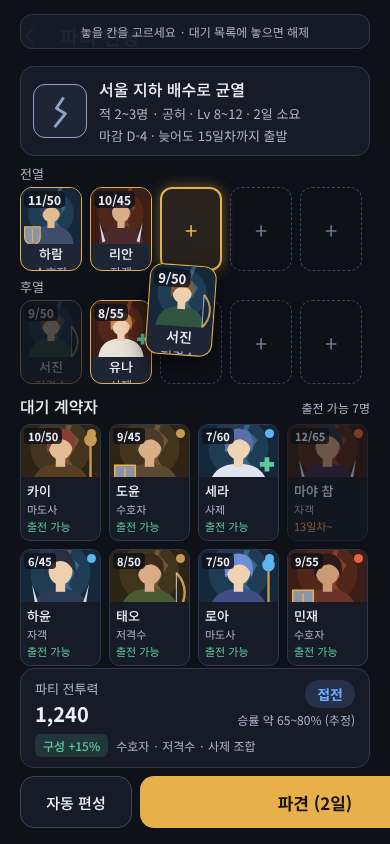 놓을 칸을 고르세요 · 대기 목록에 놓으면 해제
서울 지하 배수로 균열
적 2~3명 · 공허 · Lv 8~12 · 2일 소요
마감 D-4 · 늦어도 15일차까지 출발
전열
11/50
하람
10/45
리안
+
+
+
후열
9/50
서진
8/55
유나
9/50
서진
+
+
대기 계약자
출전 가능 7명
10/50
카이
마도사
출전 가능
9/45
도윤
수호자
출전 가능
7/60
세라
사제
출전 가능
12/65
마야 참
자객
13일차~
6/45
하윤
자객
출전 가능
8/50
태오
저격수
출전 가능
7/50
로아
마도사
출전 가능
9/55
민재
수호자
출전 가능
파티 전투력
접전
1,240
승률 약 65~80% (추정)
구성 +15%
수호자 · 저격수 · 사제 조합
자동 편성
파견 (2일)